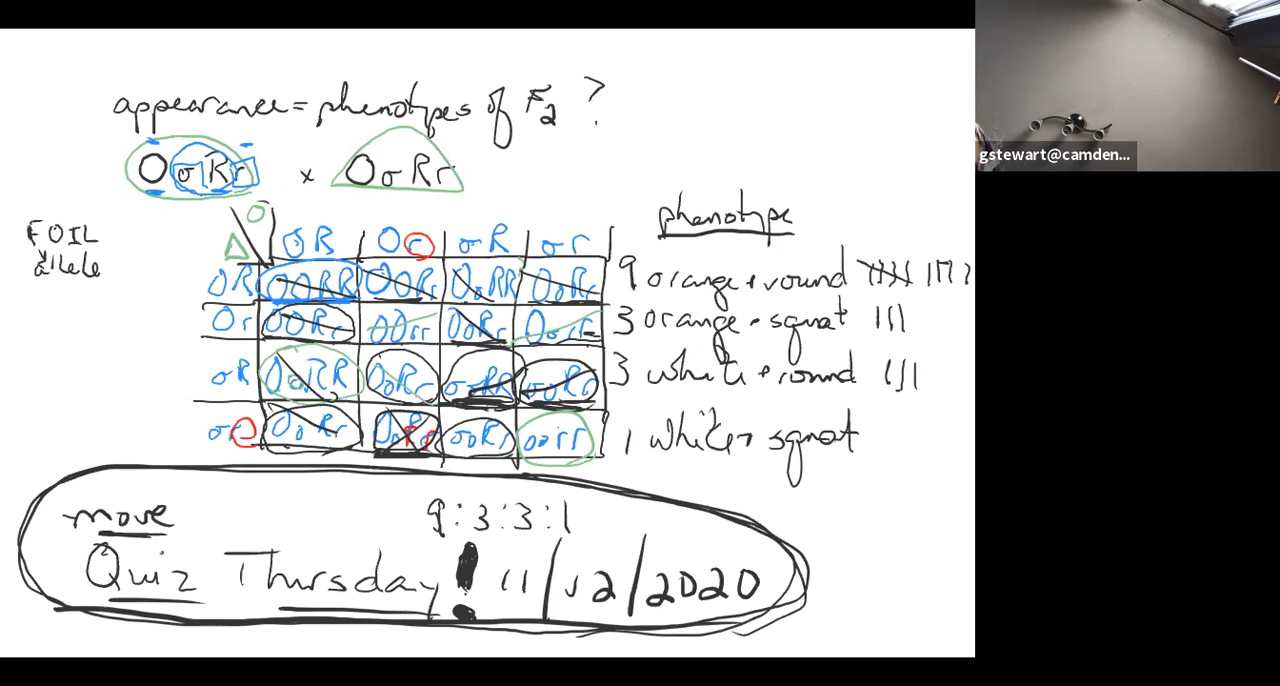 appearance = phenotypes of F2 ?
OoRr x OoRr
O
FOIL
allele
Δ OR Or oR or
phenotype
OR OORR OORr OoRR OoRr 9 orange + round
Or OORr OOrr OoRr Oorr 3 orange + squat |||
oR OoRR OoRr ooRR ooRr 3 white + round |||
or OoRr ooRr oorr 1 white + squat
move 9:3:3:1
Quiz Thursday! 11/12/2020
gstewart@camden...